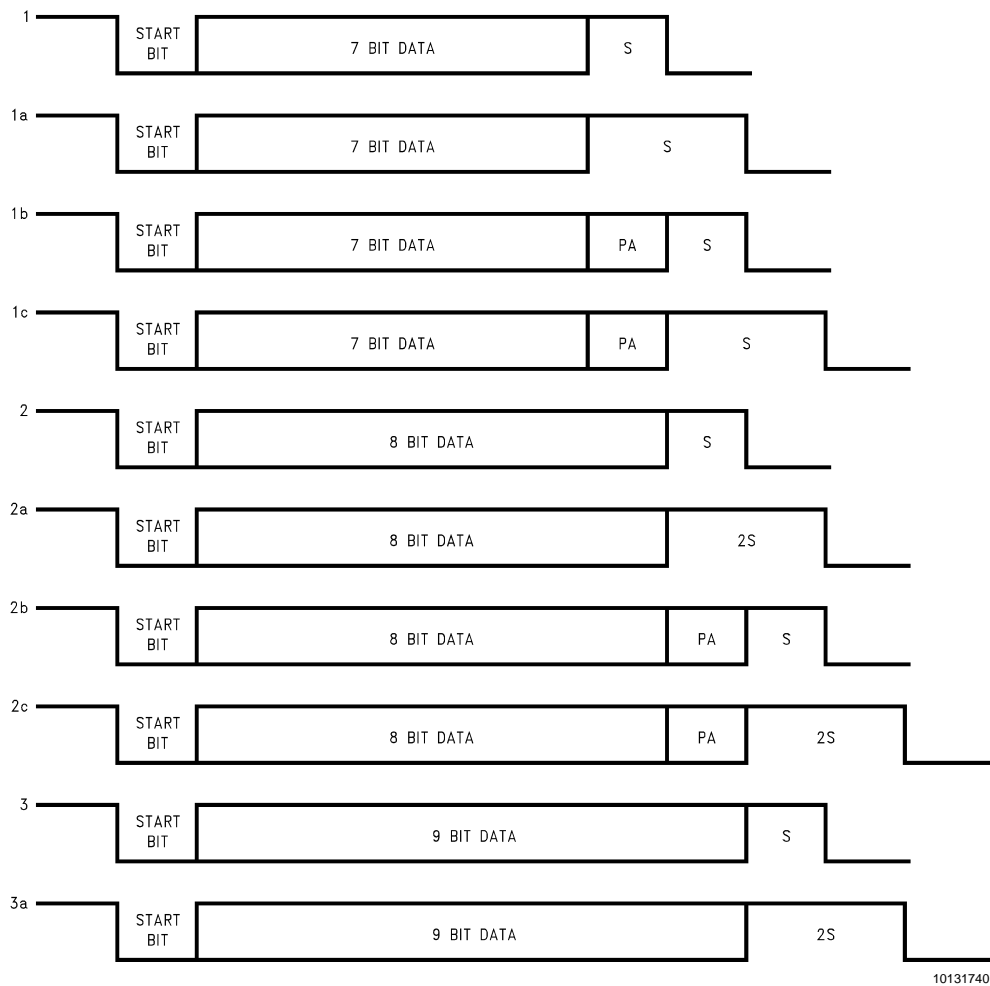 1 START BIT 7 BIT DATA S
1a START BIT 7 BIT DATA S
1b START BIT 7 BIT DATA PA S
1c START BIT 7 BIT DATA PA S
2 START BIT 8 BIT DATA S
2a START BIT 8 BIT DATA 2S
2b START BIT 8 BIT DATA PA S
2c START BIT 8 BIT DATA PA 2S
3 START BIT 9 BIT DATA S
3a START BIT 9 BIT DATA 2S
10131740